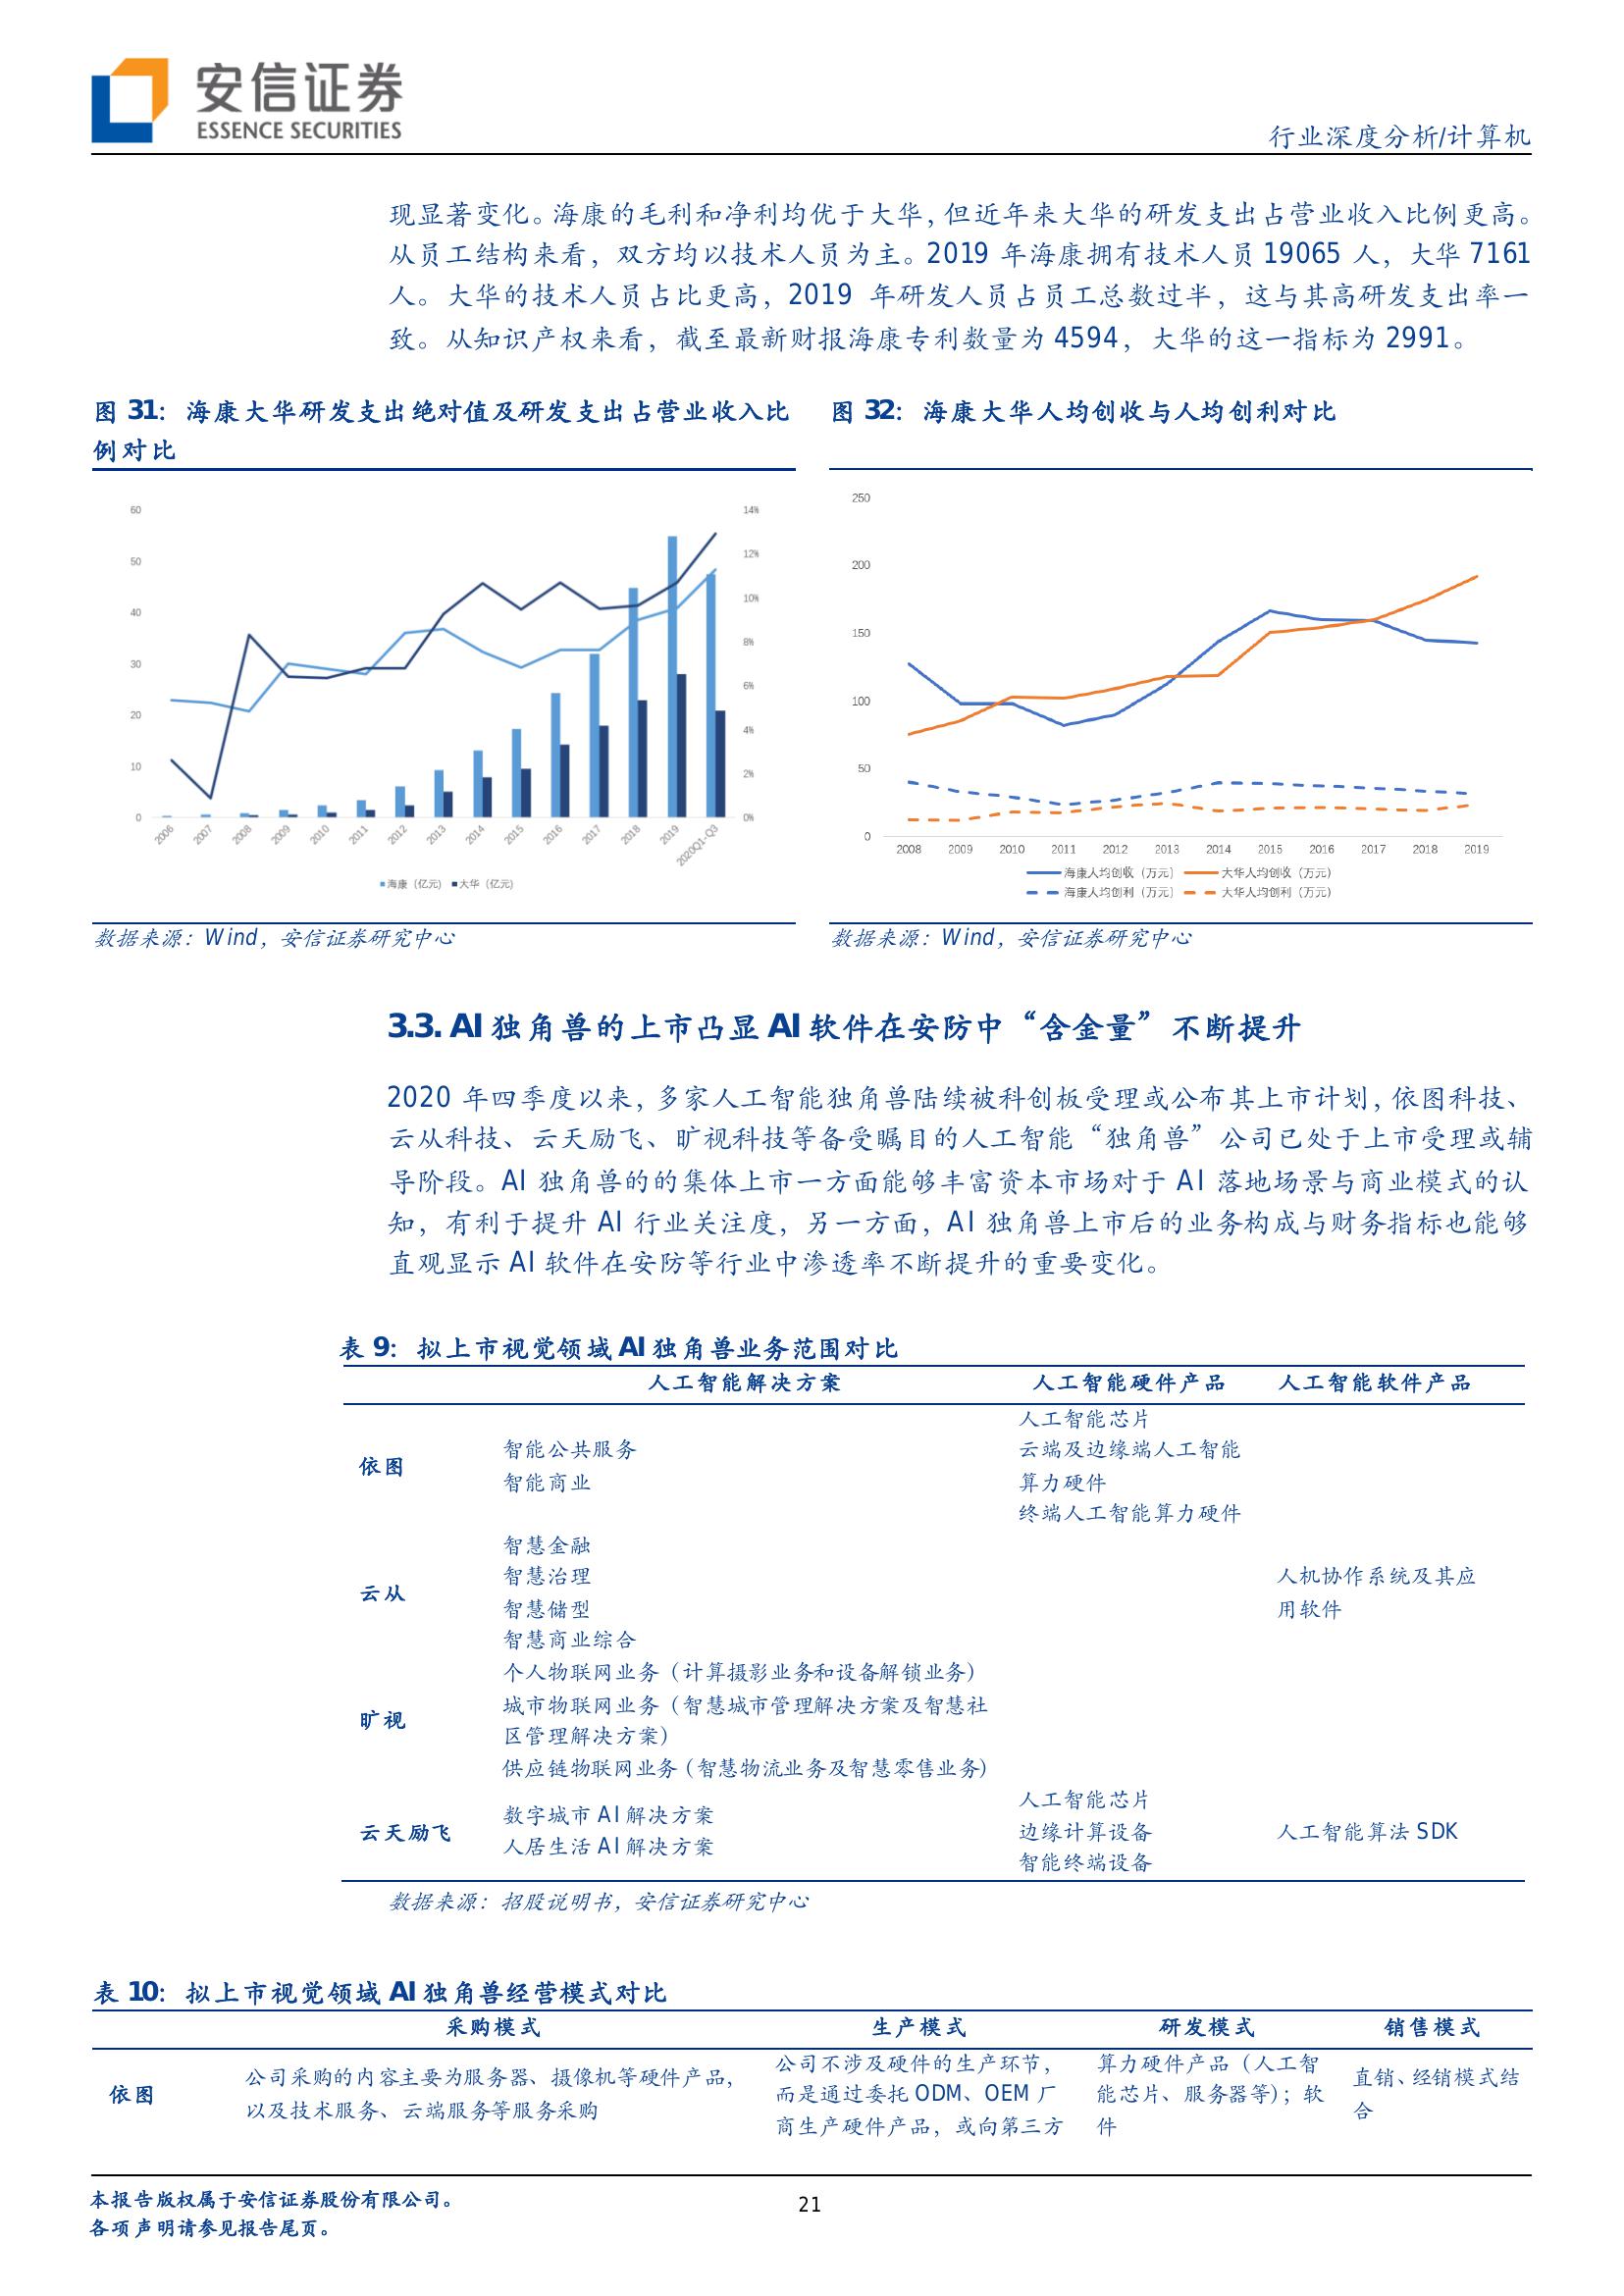 安信证券
ESSENCE SECURITIES
行业深度分析/计算机
现显著变化。海康的毛利和净利均优于大华，但近年来大华的研发支出占营业收入比例更高。
从员工结构来看，双方均以技术人员为主。2019 年海康拥有技术人员 19065 人，大华 7161
人。大华的技术人员占比更高，2019 年研发人员占员工总数过半，这与其高研发支出率一
致。从知识产权来看，截至最新财报海康专利数量为 4594，大华的这一指标为 2991。
图 31：海康大华研发支出绝对值及研发支出占营业收入比
例对比
60
50
40
30
20
10
0
14%
12%
10%
8%
6%
4%
2%
0%
2006
2007
2008
2009
2010
2011
2012
2013
2014
2015
2016
2017
2018
2019
2020Q1-Q3
海康（亿元） 大华（亿元）
数据来源：Wind，安信证券研究中心
图 32：海康大华人均创收与人均创利对比
250
200
150
100
50
0
2008 2009 2010 2011 2012 2013 2014 2015 2016 2017 2018 2019
海康人均创收（万元） 大华人均创收（万元）
海康人均创利（万元） 大华人均创利（万元）
数据来源：Wind，安信证券研究中心
3.3. AI 独角兽的上市凸显 AI 软件在安防中“含金量”不断提升
2020 年四季度以来，多家人工智能独角兽陆续被科创板受理或公布其上市计划，依图科技、
云从科技、云天励飞、旷视科技等备受瞩目的人工智能“独角兽”公司已处于上市受理或辅
导阶段。AI 独角兽的的集体上市一方面能够丰富资本市场对于 AI 落地场景与商业模式的认
知，有利于提升 AI 行业关注度，另一方面，AI 独角兽上市后的业务构成与财务指标也能够
直观显示 AI 软件在安防等行业中渗透率不断提升的重要变化。
表 9：拟上市视觉领域 AI 独角兽业务范围对比
人工智能解决方案 人工智能硬件产品 人工智能软件产品
依图
智能公共服务
智能商业
人工智能芯片
云端及边缘端人工智能
算力硬件
终端人工智能算力硬件
云从
智慧金融
智慧治理
智慧储型
智慧商业综合
人机协作系统及其应
用软件
旷视
个人物联网业务（计算摄影业务和设备解锁业务）
城市物联网业务（智慧城市管理解决方案及智慧社
区管理解决方案）
供应链物联网业务（智慧物流业务及智慧零售业务）
云天励飞
数字城市 AI 解决方案
人居生活 AI 解决方案
人工智能芯片
边缘计算设备
智能终端设备
人工智能算法 SDK
数据来源：招股说明书，安信证券研究中心
表 10：拟上市视觉领域 AI 独角兽经营模式对比
采购模式 生产模式 研发模式 销售模式
依图
公司采购的内容主要为服务器、摄像机等硬件产品，
以及技术服务、云端服务等服务采购
公司不涉及硬件的生产环节，
而是通过委托 ODM、OEM 厂
商生产硬件产品，或向第三方
算力硬件产品（人工智
能芯片、服务器等）；软
件
直销、经销模式结
合
本报告版权属于安信证券股份有限公司。
各项声明请参见报告尾页。
21